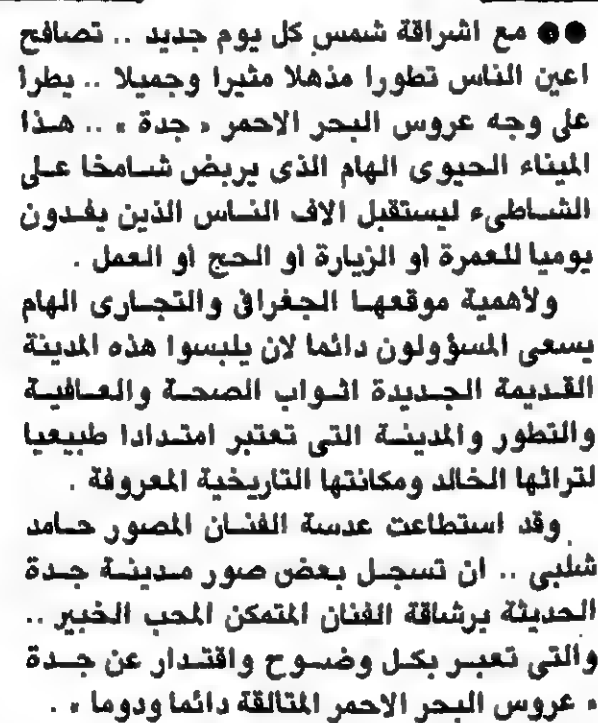 ●● مع اشراقة شمس كل يوم جديد .. تصافح
اعين الناس تطورا مذهلا مثيرا وجميلا .. يطرا
على وجه عروس البحر الاحمر « جدة » .. هذا
الميناء الحيوى الهام الذى يربض شامخا على
الشاطىء ليستقبل الاف الناس الذين يفدون
يوميا للعمرة او الزيارة او الحج او العمل .
ولاهمية موقعها الجغرافى والتجارى الهام
يسعى المسؤولون دائما لان يلبسوا هذه المدينة
القديمة الجديدة اثواب الصحة والعافية
والتطور والمدينة التى تعتبر امتدادا طبيعيا
لتراثها الخالد ومكانتها التاريخية المعروفة .
وقد استطاعت عدسة الفنان المصور حامد
شلبى .. ان تسجل بعض صور مدينة جدة
الحديثة برشاقة الفنان المتمكن المحب الخبير ..
والتى تعبر بكل وضوح واقتدار عن جدة
« عروس البحر الاحمر المتالقة دائما ودوما » .